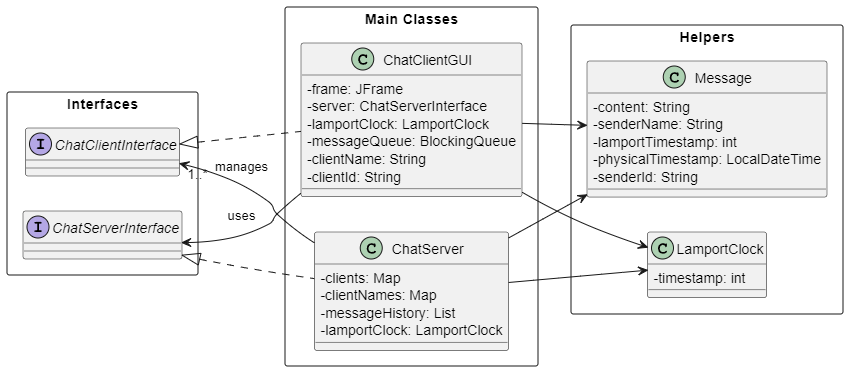 Main Classes
C ChatClientGUI
-frame: JFrame
-server: ChatServerInterface
-lamportClock: LamportClock
-messageQueue: BlockingQueue
-clientName: String
-clientId: String
Helpers
C Message
-content: String
-senderName: String
-lamportTimestamp: int
-physicalTimestamp: LocalDateTime
-senderId: String
Interfaces
I ChatClientInterface
1..*
manages
I ChatServerInterface
uses
C ChatServer
-clients: Map
-clientNames: Map
-messageHistory: List
-lamportClock: LamportClock
C LamportClock
-timestamp: int